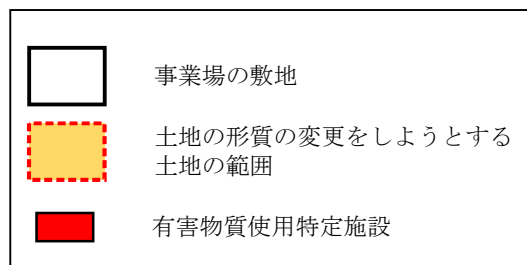 事業場の敷地
土地の形質の変更をしようとする
土地の範囲
有害物質使用特定施設